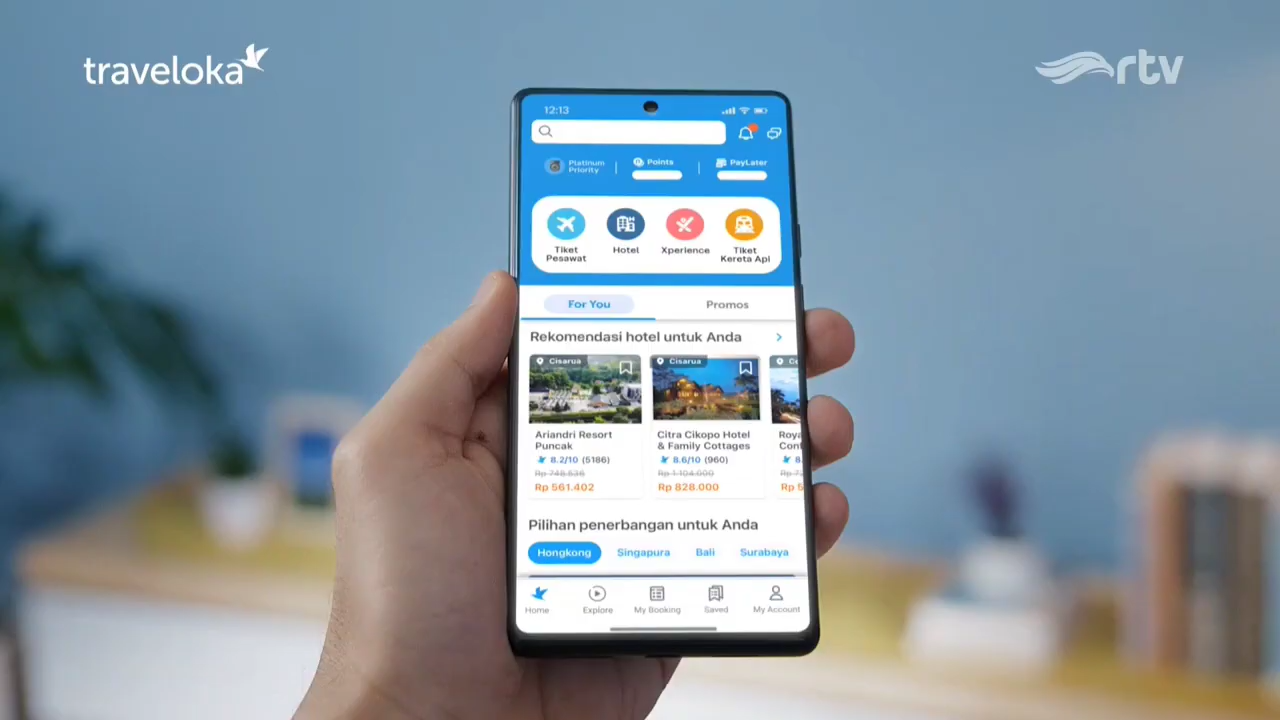 traveloka
rtv
12:13
Platinum
Priority
Points
PayLater
Tiket
Pesawat
Hotel
Xperience
Tiket
Kereta Api
For You
Promos
Rekomendasi hotel untuk Anda
Cisarua
Cisarua
Ariandri Resort
Puncak
8.2/10 (5186)
Rp 748.536
Rp 561.402
Citra Cikopo Hotel
& Family Cottages
8.6/10 (960)
Rp 1.104.000
Rp 828.000
Pilihan penerbangan untuk Anda
Hongkong
Singapura
Bali
Surabaya
Home
Explore
My Booking
Saved
My Account